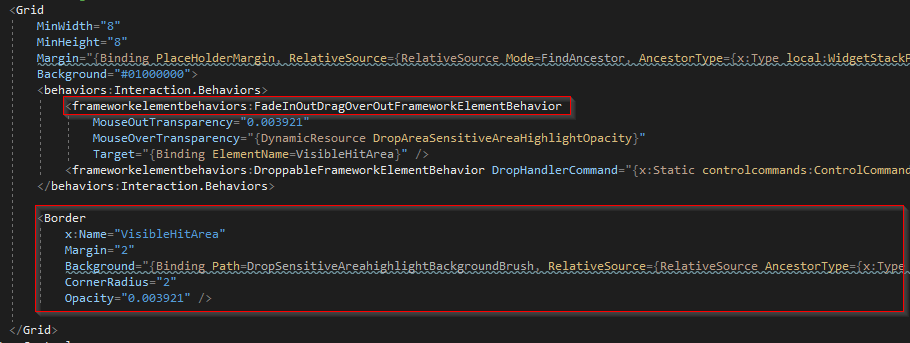 <Grid
MinWidth="8"
MinHeight="8"
Margin="{Binding PlaceHolderMargin, RelativeSource={RelativeSource Mode=FindAncestor, AncestorType={x:Type local:WidgetStackP
Background="#01000000">
<behaviors:Interaction.Behaviors>
<frameworkelementbehaviors:FadeInOutDragOverOutFrameworkElementBehavior
MouseOutTransparency="0.003921"
MouseOverTransparency="{DynamicResource DropAreaSensitiveAreaHighlightOpacity}"
Target="{Binding ElementName=VisibleHitArea}" />
<frameworkelementbehaviors:DroppableFrameworkElementBehavior DropHandlerCommand="{x:Static controlcommands:ControlCommand
</behaviors:Interaction.Behaviors>
<Border
x:Name="VisibleHitArea"
Margin="2"
Background="{Binding Path=DropSensitiveAreahighlightBackgroundBrush, RelativeSource={RelativeSource AncestorType={x:Type
CornerRadius="2"
Opacity="0.003921" />
</Grid>